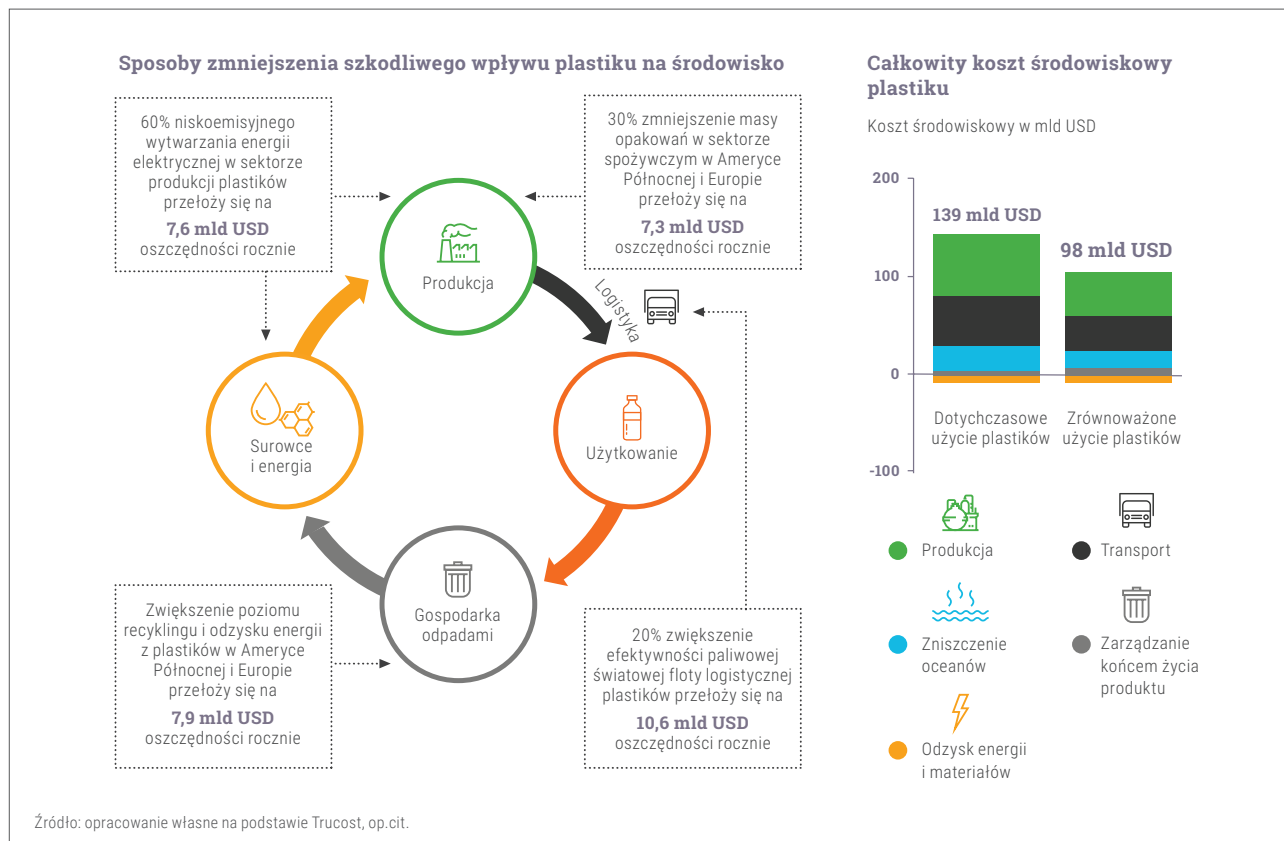 Sposoby zmniejszenia szkodliwego wpływu plastiku na środowisko
60% niskoemisyjnego
wytwarzania energii
elektrycznej w sektorze
produkcji plastików
przełoży się na
7,6 mld USD
oszczędności rocznie
30% zmniejszenie masy
opakowań w sektorze
spożywczym w Ameryce
Północnej i Europie
przełoży się na
7,3 mld USD
oszczędności rocznie
Produkcja
Logistyka
Surowce
i energia
Użytkowanie
Gospodarka
odpadami
Zwiększenie poziomu
recyklingu i odzysku energii
z plastików w Ameryce
Północnej i Europie
przełoży się na
7,9 mld USD
oszczędności rocznie
20% zwiększenie
efektywności paliwowej
światowej floty logistycznej
plastików przełoży się na
10,6 mld USD
oszczędności rocznie
Całkowity koszt środowiskowy
plastiku
Koszt środowiskowy w mld USD
200
100
0
-100
139 mld USD
98 mld USD
Dotychczasowe
użycie plastików
Zrównoważone
użycie plastików
Produkcja
Transport
Zniszczenie
oceanów
Zarządzanie
końcem życia
produktu
Odzysk energii
i materiałów
Źródło: opracowanie własne na podstawie Trucost, op.cit.